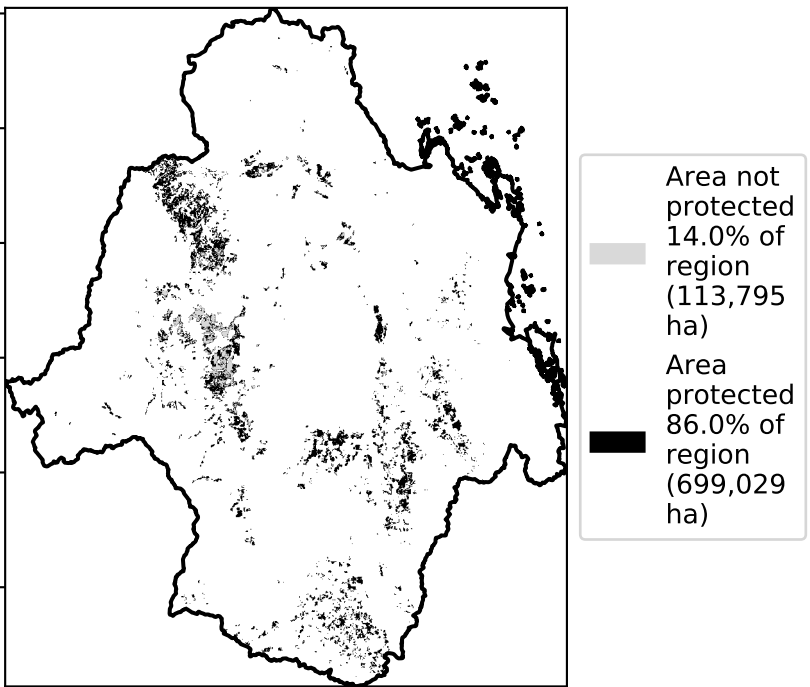 Area not
protected
14.0% of
region
(113,795
ha)
Area
protected
86.0% of
region
(699,029
ha)